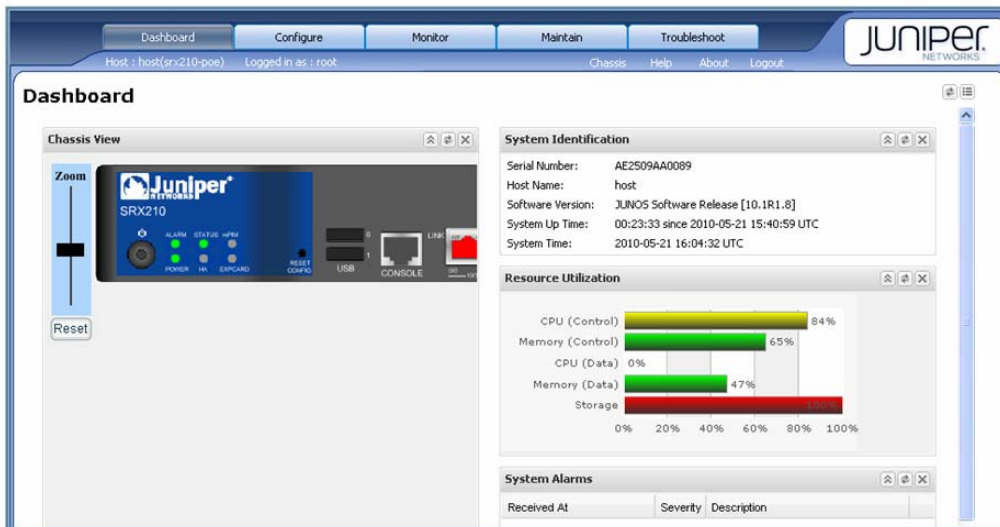 Dashboard Configure Monitor Maintain Troubleshoot
JUNIPER
NETWORKS
Host : host(srx210-poe) Logged in as : root Chassis Help About Logout
Dashboard
Chassis View
Zoom
Reset
Juniper
NETWORKS
SRX210
ALARM STATUS mPIM
POWER HA EXPCARD
RESET
CONFIG
0
1
USB
CONSOLE
LINK
System Identification
Serial Number: AE2509AA0089
Host Name: host
Software Version: JUNOS Software Release [10.1R1.8]
System Up Time: 00:23:33 since 2010-05-21 15:40:59 UTC
System Time: 2010-05-21 16:04:32 UTC
Resource Utilization
CPU (Control) 84%
Memory (Control) 65%
CPU (Data) 0%
Memory (Data) 47%
Storage 100%
0% 20% 40% 60% 80% 100%
System Alarms
Received At Severity Description